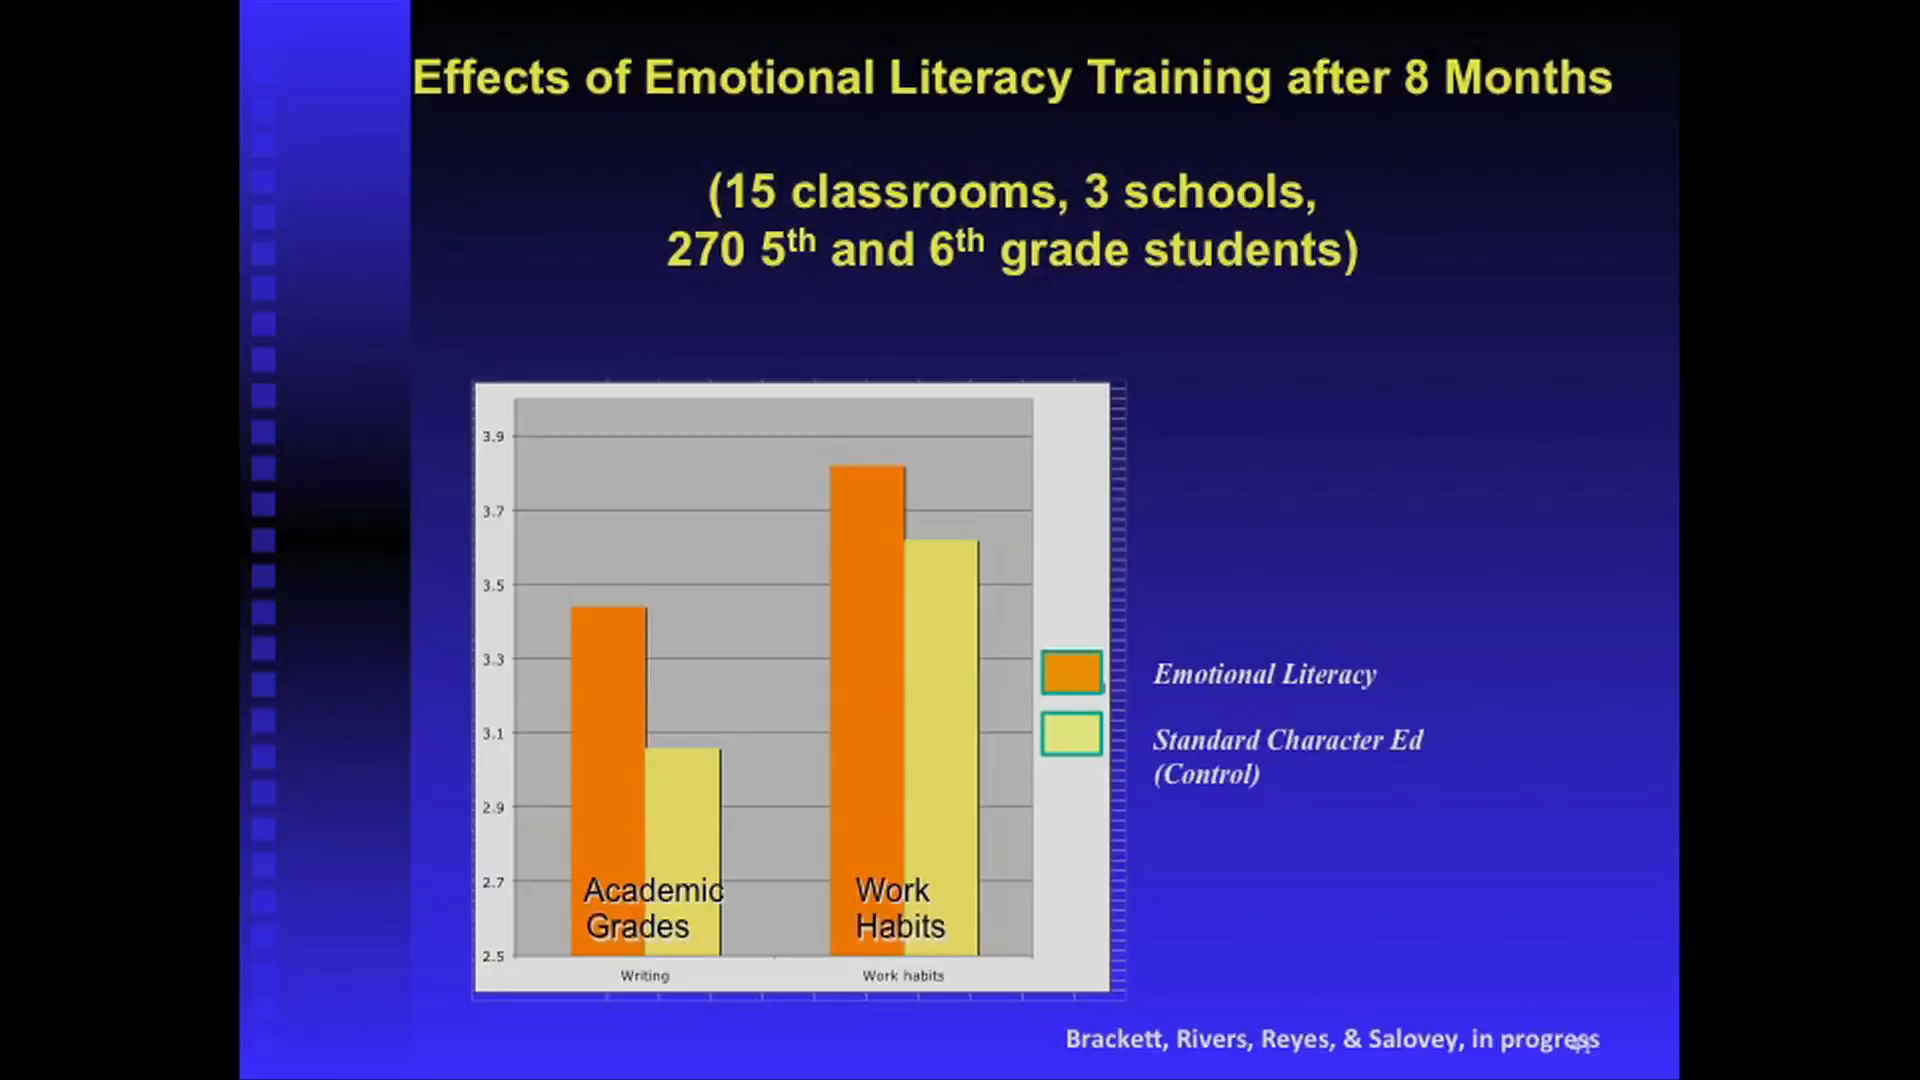 Effects of Emotional Literacy Training after 8 Months
(15 classrooms, 3 schools,
270 5th and 6th grade students)
3.9
3.7
3.5
3.3
3.1
2.9
2.7
2.5
Academic
Grades
Work
Habits
Writing
Work habits
Emotional Literacy
Standard Character Ed
(Control)
Brackett, Rivers, Reyes, & Salovey, in progress